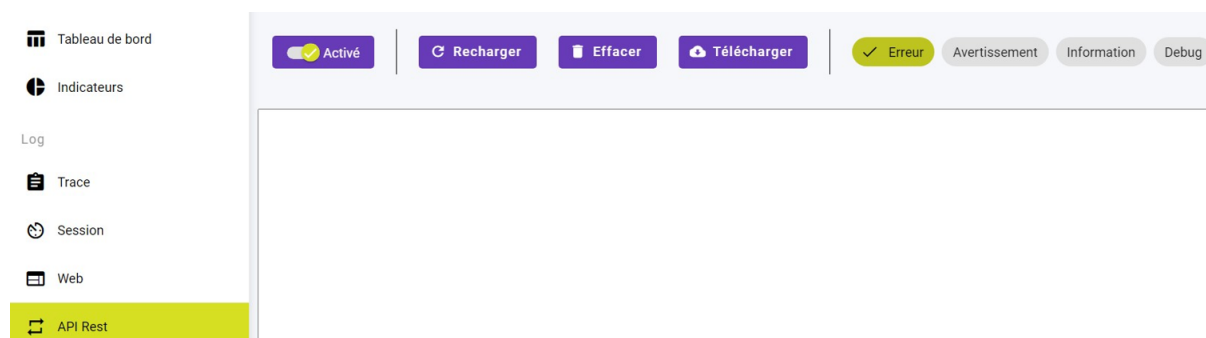 Tableau de bord
Indicateurs
Log
Trace
Session
Web
API Rest
Activé
Recharger
Effacer
Télécharger
Erreur
Avertissement
Information
Debug